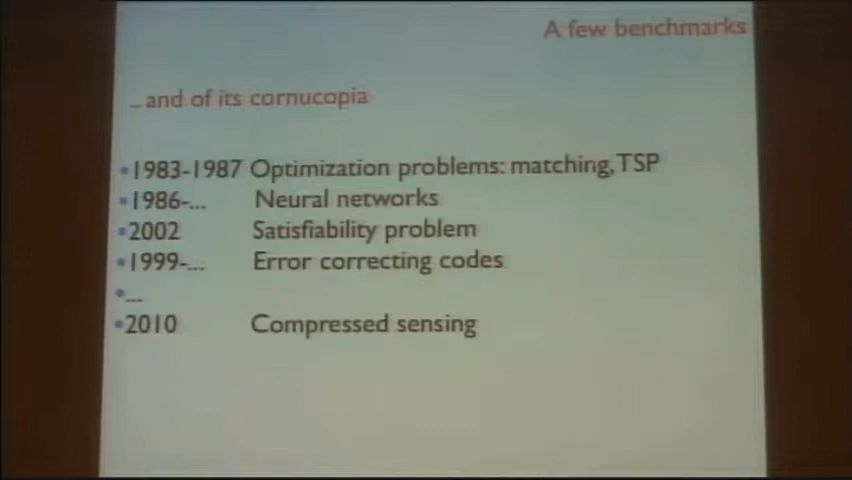 A few benchmarks
...and of its cornucopia
•1983-1987 Optimization problems: matching, TSP
•1986-... Neural networks
•2002 Satisfiability problem
•1999-... Error correcting codes
•...
•2010 Compressed sensing